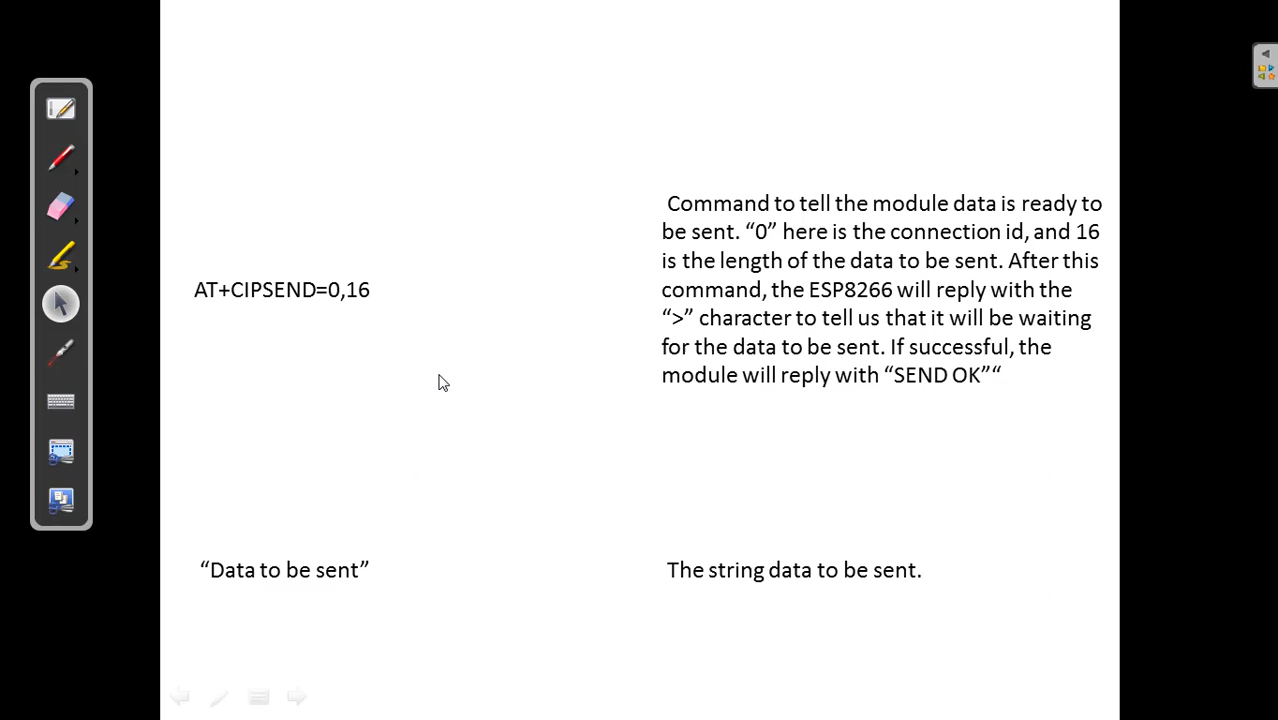 Command to tell the module data is ready to
be sent. “0” here is the connection id, and 16
is the length of the data to be sent. After this
AT+CIPSEND=0,16
command, the ESP8266 will reply with the
“>” character to tell us that it will be waiting
for the data to be sent. If successful, the
module will reply with “SEND OK”“
“Data to be sent”
The string data to be sent.